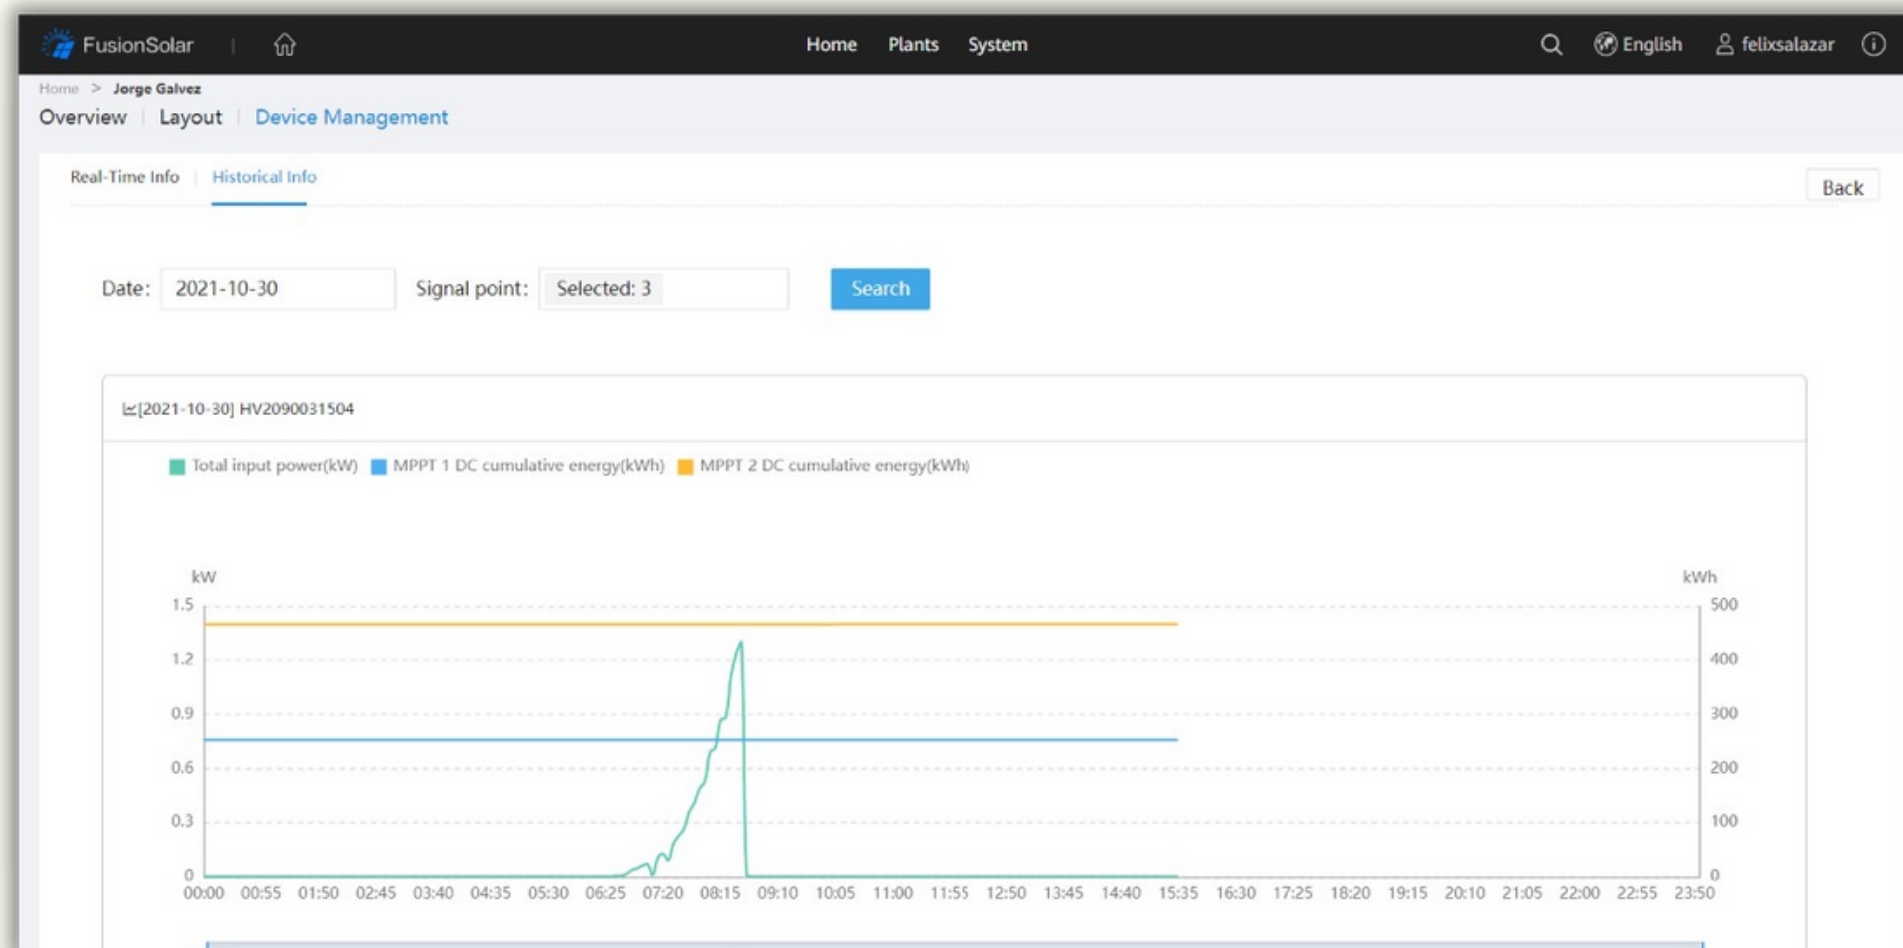 FusionSolar | Home Plants System English felixsalazar
Home > Jorge Galvez
Overview | Layout | Device Management
Real-Time Info | Historical Info
Back
Date: 2021-10-30 Signal point: Selected: 3 Search
[2021-10-30] HV2090031504
Total input power(kW) MPPT 1 DC cumulative energy(kWh) MPPT 2 DC cumulative energy(kWh)
kW kWh
1.5 500
1.2 400
0.9 300
0.6 200
0.3 100
0 0
00:00 00:55 01:50 02:45 03:40 04:35 05:30 06:25 07:20 08:15 09:10 10:05 11:00 11:55 12:50 13:45 14:40 15:35 16:30 17:25 18:20 19:15 20:10 21:05 22:00 22:55 23:50